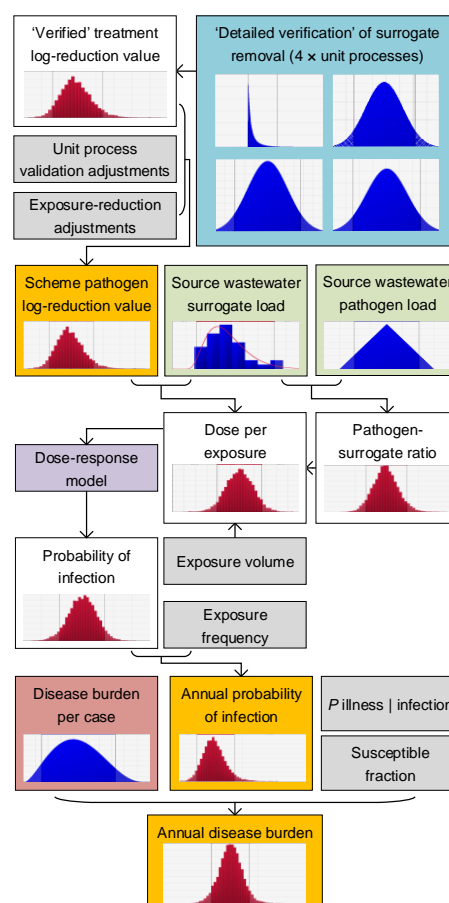 ‘Verified’ treatment
log-reduction value
‘Detailed verification’ of surrogate
removal (4 × unit processes)
Unit process
validation adjustments
Exposure-reduction
adjustments
Scheme pathogen
log-reduction value
Source wastewater
surrogate load
Source wastewater
pathogen load
Dose-response
model
Dose per
exposure
Pathogen-
surrogate ratio
Probability of
infection
Exposure volume
Exposure
frequency
Disease burden
per case
Annual probability
of infection
P illness | infection
Susceptible
fraction
Annual disease burden